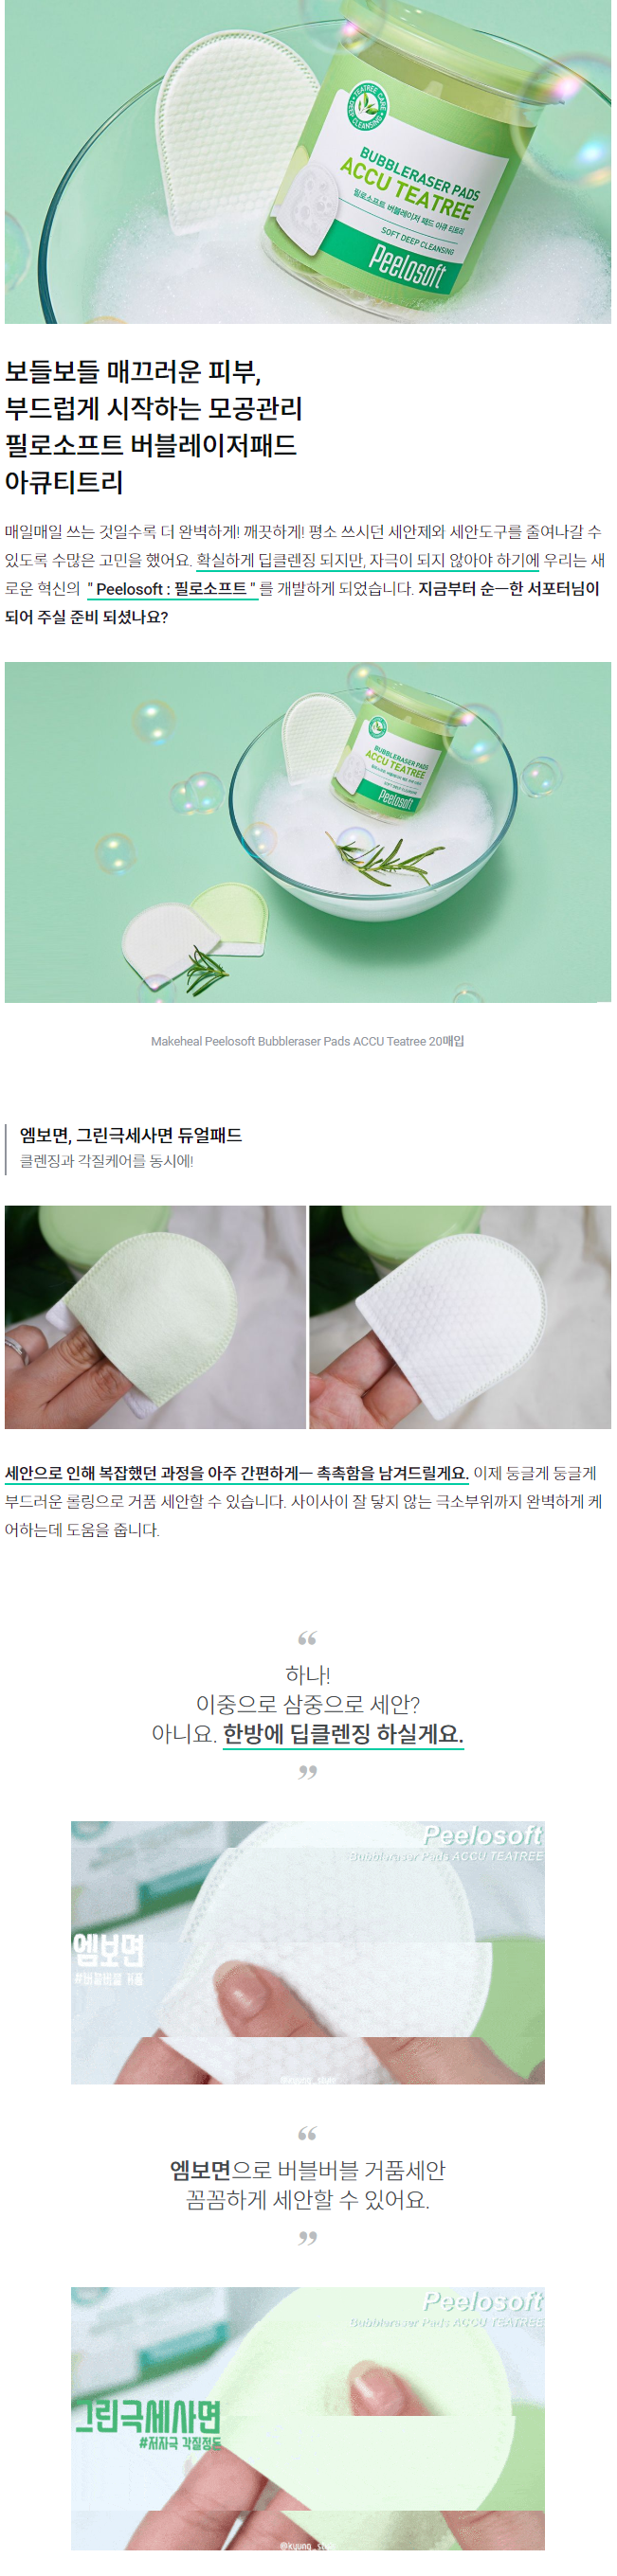 TEATREE CARE
DEEP CLEANSING
BUBBLERASER PADS
ACCU TEATREE
필로소프트 버블레이저 패드 아큐 티트리
SOFT DEEP CLEANSING
Peelosoft
보들보들 매끄러운 피부,
부드럽게 시작하는 모공관리
필로소프트 버블레이저패드
아큐티트리
매일매일 쓰는 것일수록 더 완벽하게! 깨끗하게! 평소 쓰시던 세안제와 세안도구를 줄여나갈 수
있도록 수많은 고민을 했어요. 확실하게 딥클렌징 되지만, 자극이 되지 않아야 하기에 우리는 새
로운 혁신의 " Peelosoft : 필로소프트 " 를 개발하게 되었습니다. 지금부터 순ㅡ한 서포터님이
되어 주실 준비 되셨나요?
BUBBLERASER PADS
ACCU TEATREE
SOFT DEEP CLEANSING
Peelosoft
Makeheal Peelosoft Bubbleraser Pads ACCU Teatree 20매입
엠보면, 그린극세사면 듀얼패드
클렌징과 각질케어를 동시에!
세안으로 인해 복잡했던 과정을 아주 간편하게ㅡ 촉촉함을 남겨드릴게요. 이제 둥글게 둥글게
부드러운 롤링으로 거품 세안할 수 있습니다. 사이사이 잘 닿지 않는 극소부위까지 완벽하게 케
어하는데 도움을 줍니다.
“
하나!
이중으로 삼중으로 세안?
아니요. 한방에 딥클렌징 하실게요.
”
Peelosoft
Bubbleraser Pads ACCU TEATREE
엠보면
#버블버블 거품
“
엠보면으로 버블버블 거품세안
꼼꼼하게 세안할 수 있어요.
”
Peelosoft
Bubbleraser Pads ACCU TEATREE
그린극세사면
#저자극 각질정돈